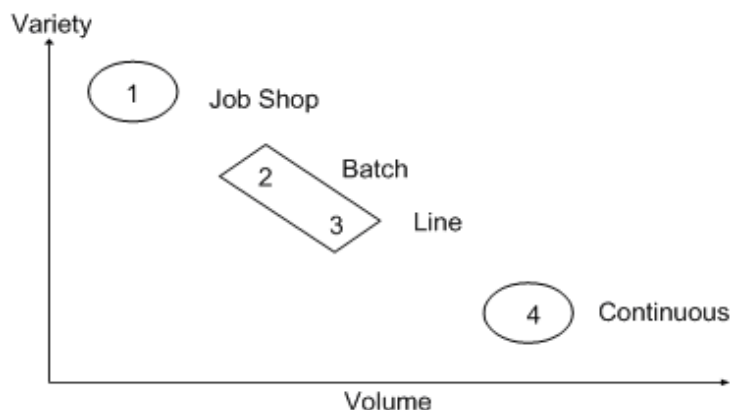 Variety
1
Job Shop
2
Batch
3
Line
4
Continuous
Volume